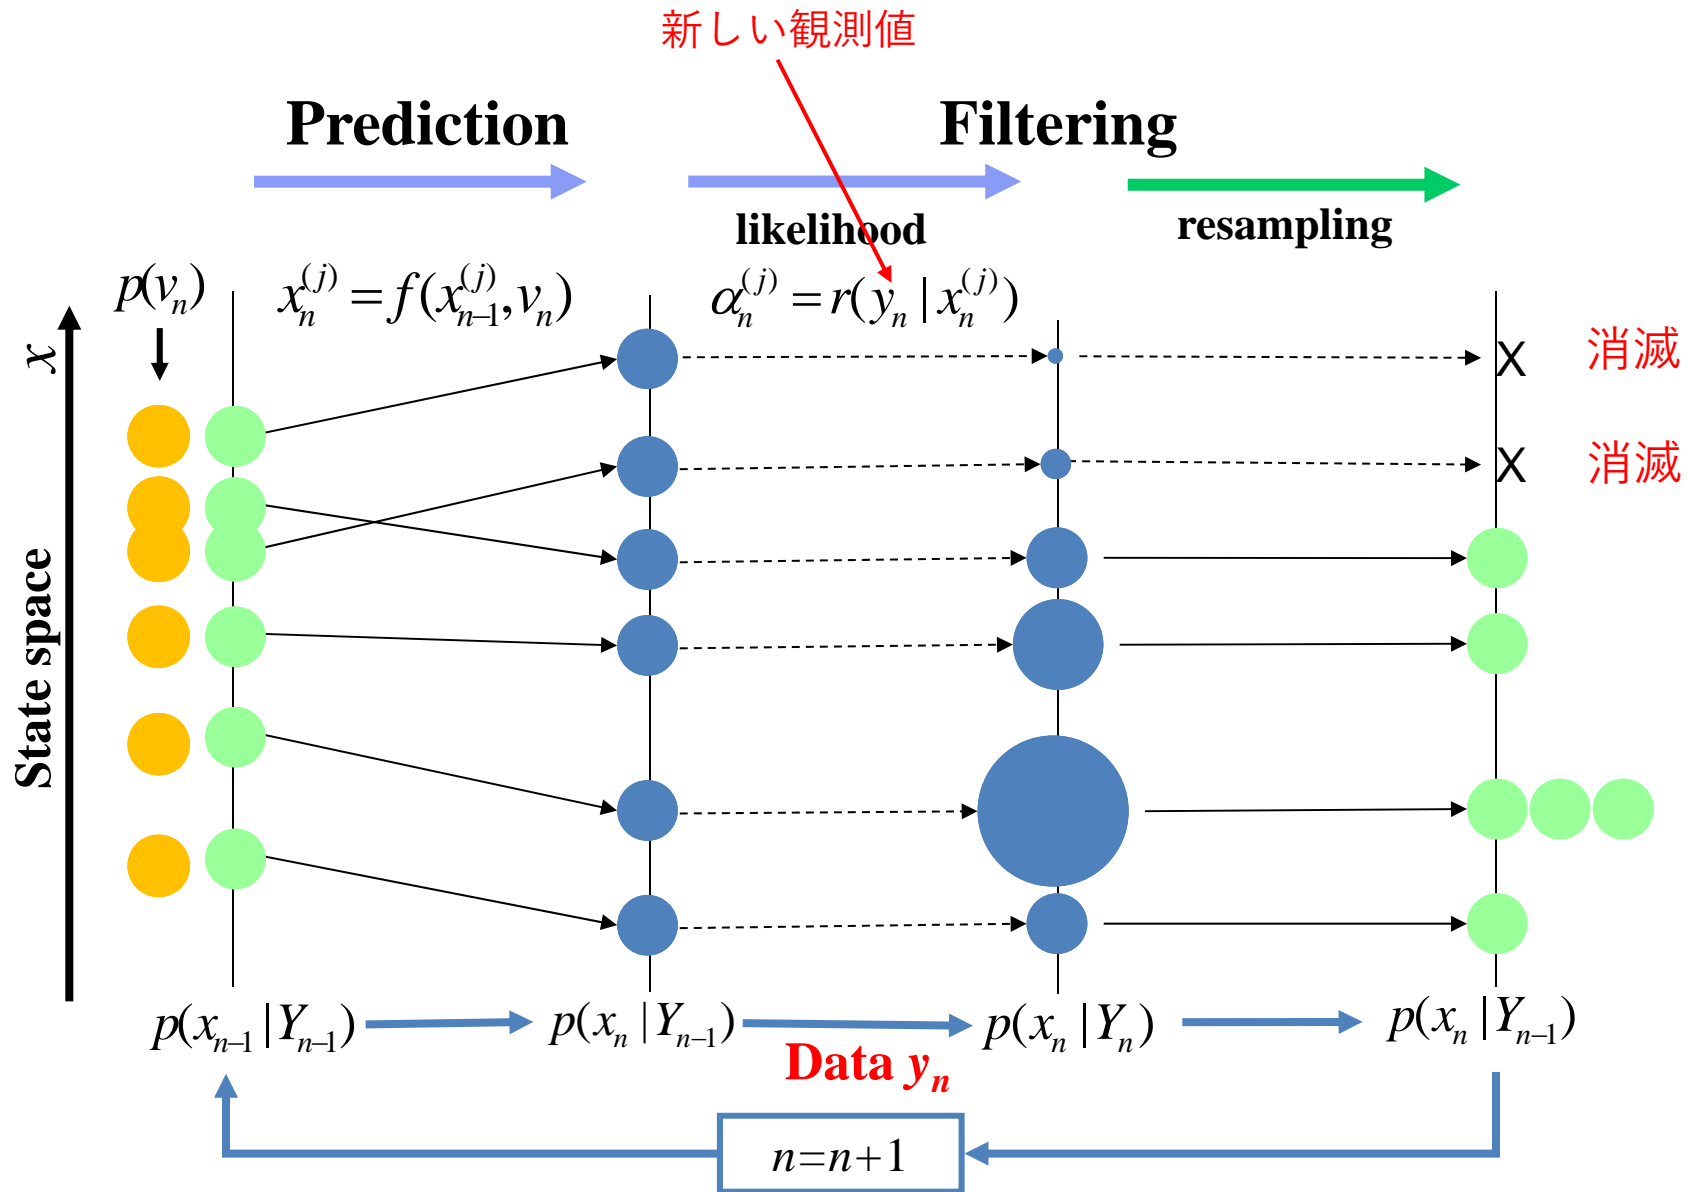 新しい観測値
Prediction
Filtering
likelihood
resampling
p(v_n)
x_n^{(j)} = f(x_{n-1}^{(j)}, v_n)
α_n^{(j)} = r(y_n | x_n^{(j)})
x
State space
X 消滅
X 消滅
p(x_{n-1} | Y_{n-1})
p(x_n | Y_{n-1})
p(x_n | Y_n)
p(x_n | Y_{n-1})
Data y_n
n=n+1